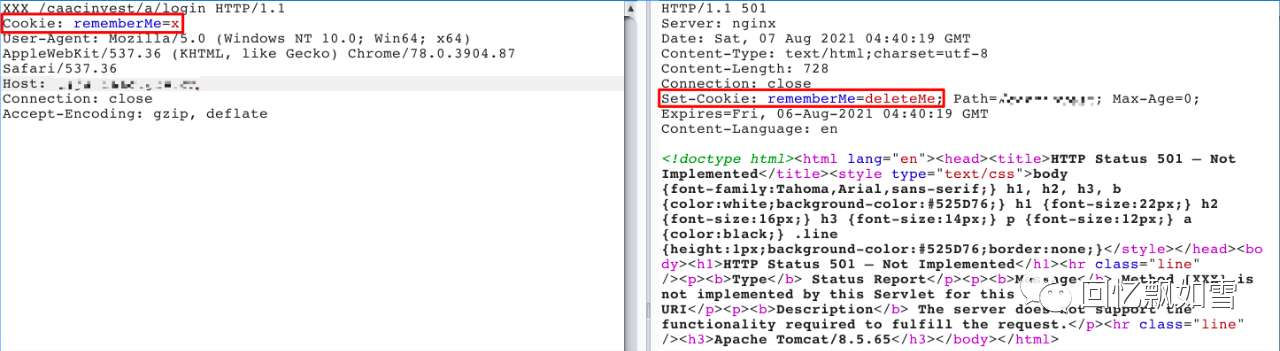 XXX /caacinvest/a/login HTTP/1.1
Cookie: rememberMe=x
User-Agent: Mozilla/5.0 (Windows NT 10.0; Win64; x64)
AppleWebKit/537.36 (KHTML, like Gecko) Chrome/78.0.3904.87
Safari/537.36
Host:
Connection: close
Accept-Encoding: gzip, deflate
HTTP/1.1 501
Server: nginx
Date: Sat, 07 Aug 2021 04:40:19 GMT
Content-Type: text/html;charset=utf-8
Content-Length: 728
Connection: close
Set-Cookie: rememberMe=deleteMe; Path= ; Max-Age=0;
Expires=Fri, 06-Aug-2021 04:40:19 GMT
Content-Language: en
<!doctype html><html lang="en"><head><title>HTTP Status 501 – Not
Implemented</title><style type="text/css">body
{font-family:Tahoma,Arial,sans-serif;} h1, h2, h3, b
{color:white;background-color:#525D76;} h1 {font-size:22px;} h2
{font-size:16px;} h3 {font-size:14px;} p {font-size:12px;} a
{color:black;} .line
{height:1px;background-color:#525D76;border:none;}</style></head><bo
dy><h1>HTTP Status 501 – Not Implemented</h1><hr class="line"
/><p><b>Type</b> Status Report</p><p><b>Message</b> Method [XXX] is
not implemented by this Servlet for this
URI</p><p><b>Description</b> The server does not support the
functionality required to fulfill the request.</p><hr class="line"
/><h3>Apache Tomcat/8.5.65</h3></body></html>
回忆飘如雪